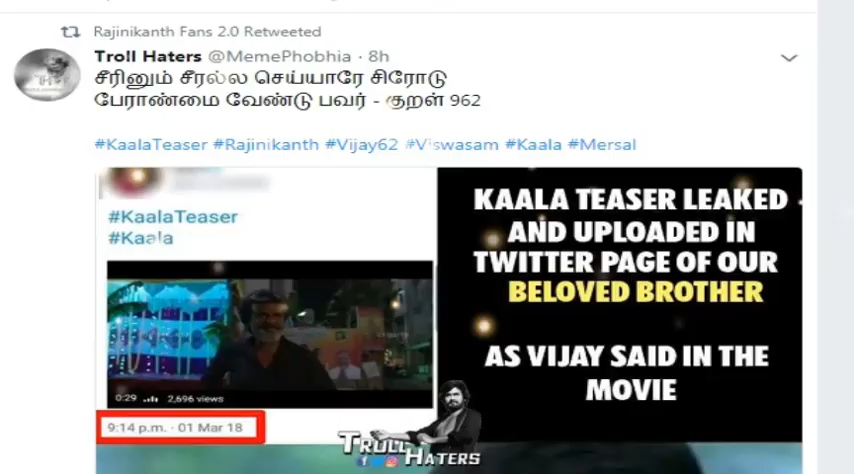 Rajinikanth Fans 2.0 Retweeted
Troll Haters @MemePhobhia · 8h
சீரினும் சீரல்ல செய்யாரே சிரோடு
பேராண்மை வேண்டு பவர் - குறள் 962
#KaalaTeaser #Rajinikanth #Vijay62 #Viswasam #Kaala #Mersal
#KaalaTeaser
#Kaala
0:29 2,696 views
9:14 p.m. · 01 Mar 18
KAALA TEASER LEAKED
AND UPLOADED IN
TWITTER PAGE OF OUR
BELOVED BROTHER
AS VIJAY SAID IN THE
MOVIE
TROLL
HATERS